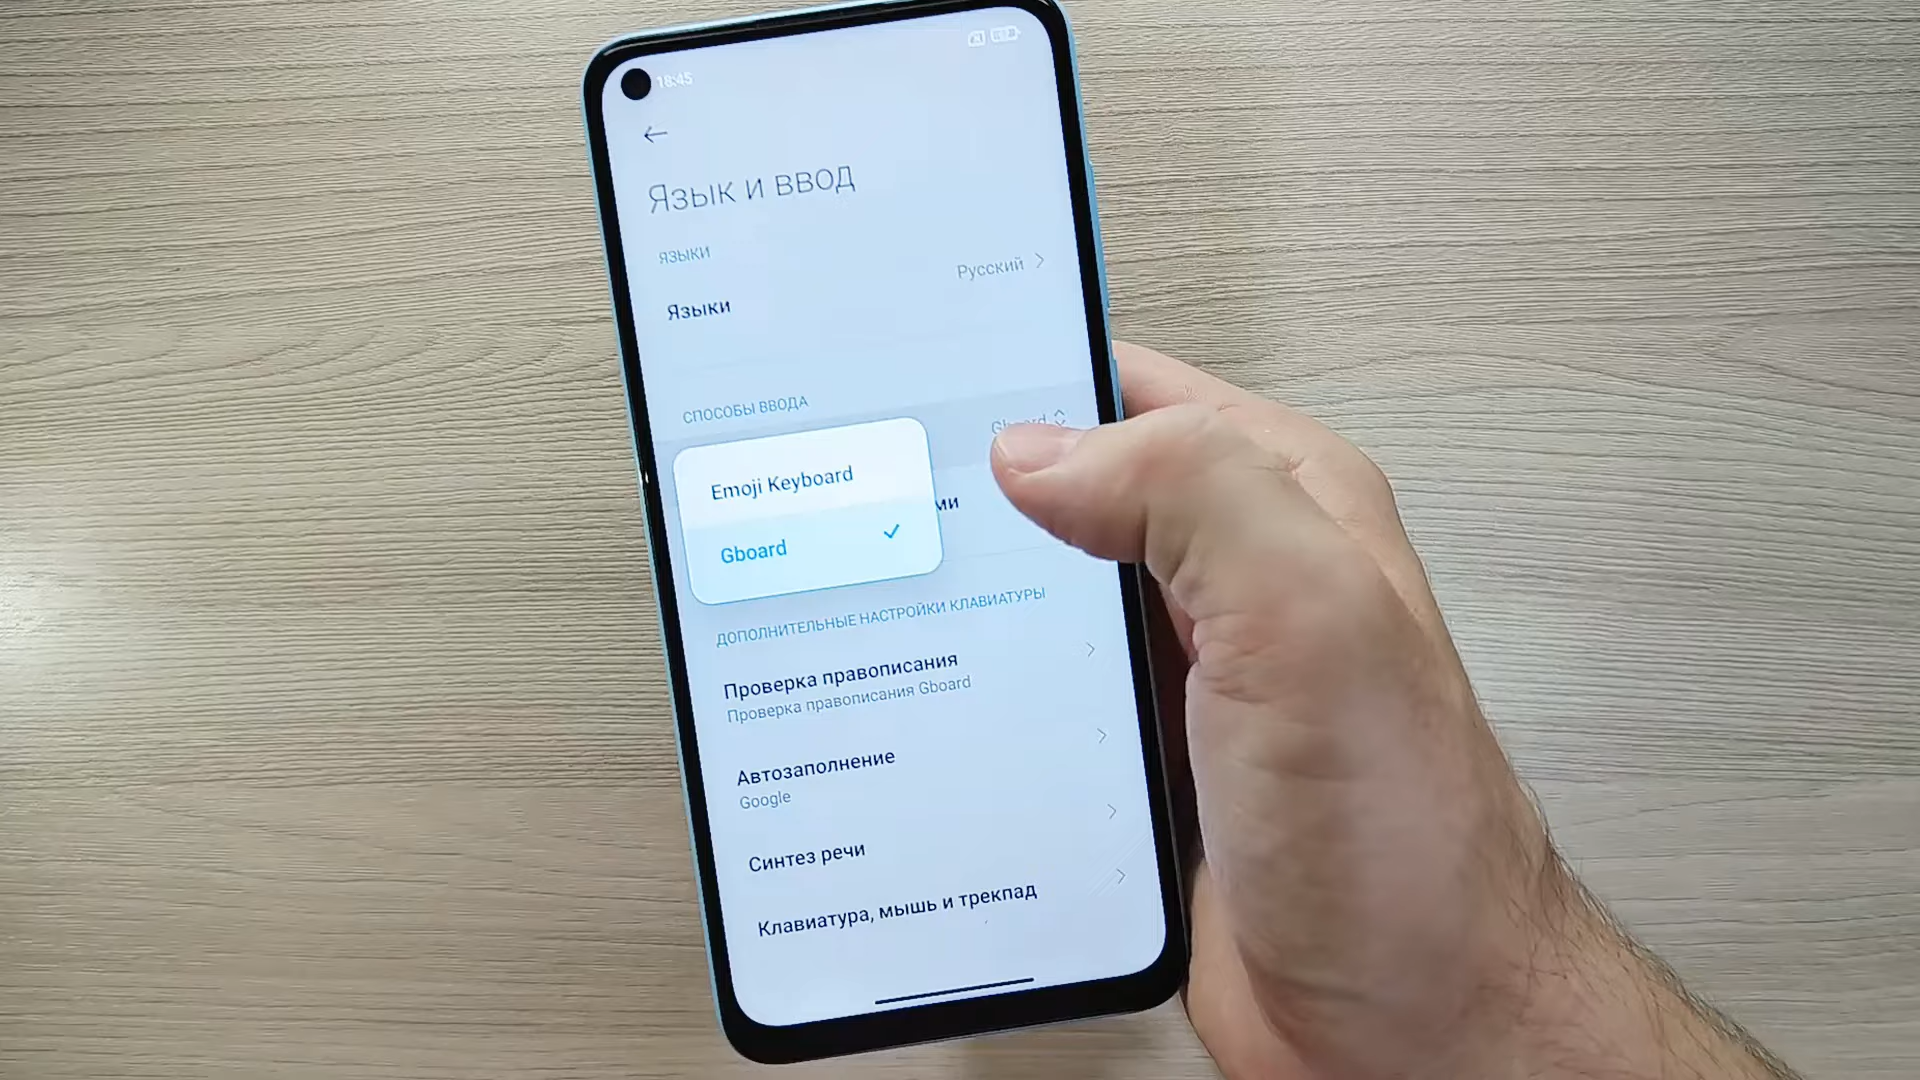 18:45
Язык и ввод
ЯЗЫКИ
Языки
Русский
СПОСОБЫ ВВОДА
Gboard
Emoji Keyboard
Gboard
ДОПОЛНИТЕЛЬНЫЕ НАСТРОЙКИ КЛАВИАТУРЫ
Проверка правописания
Проверка правописания Gboard
Автозаполнение
Google
Синтез речи
Клавиатура, мышь и трекпад